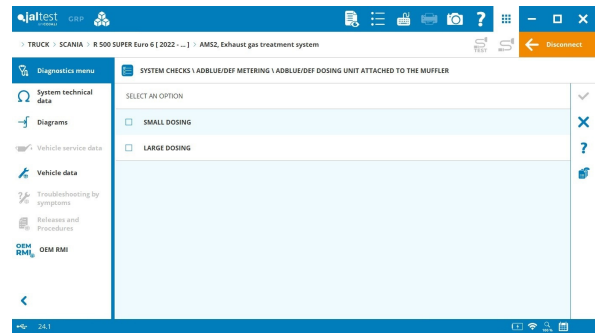 jaltest GRP
> TRUCK > SCANIA > R 500 SUPER Euro 6 [ 2022 - ... ] > AMS2, Exhaust gas treatment system
TEST
Disconnect
Diagnostics menu
SYSTEM CHECKS \ ADBLUE/DEF METERING \ ADBLUE/DEF DOSING UNIT ATTACHED TO THE MUFFLER
System technical
data
SELECT AN OPTION
Diagrams
SMALL DOSING
Vehicle service data
LARGE DOSING
Vehicle data
Troubleshooting by
symptoms
Releases and
Procedures
OEM
RMI
OEM RMI
24.1
100%